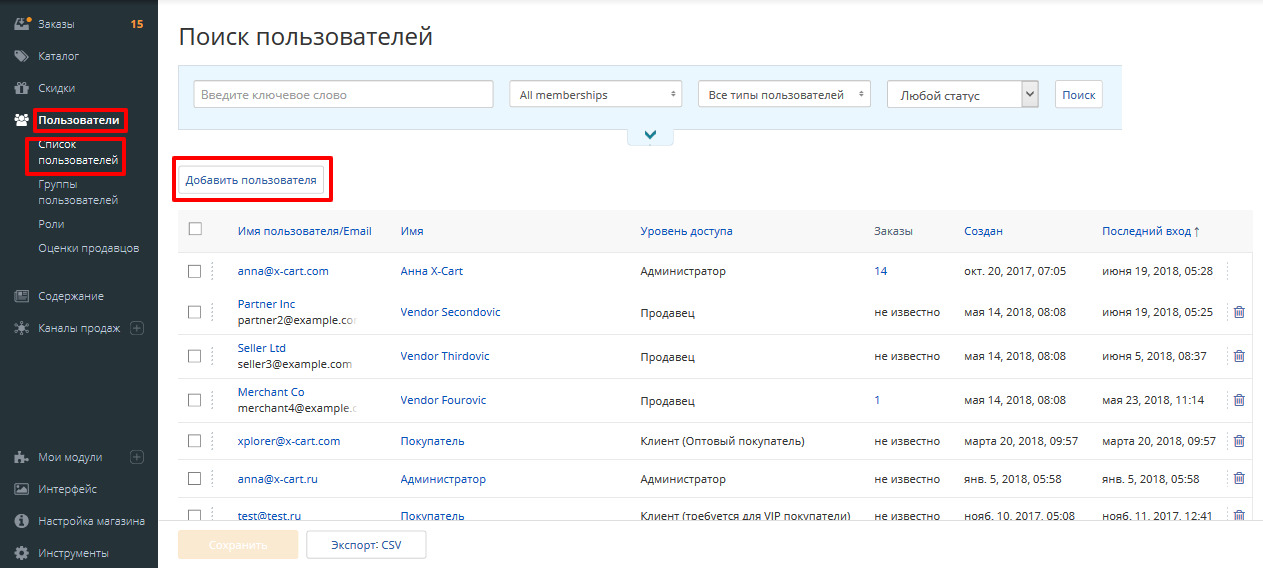 Заказы 15
Каталог
Скидки
Пользователи
Список
пользователей
Группы
пользователей
Роли
Оценки продавцов
Содержание
Каналы продаж
Мои модули
Интерфейс
Настройка магазина
Инструменты
Поиск пользователей
Введите ключевое слово All memberships Все типы пользователей Любой статус Поиск
Добавить пользователя
Имя пользователя/Email Имя Уровень доступа Заказы Создан Последний вход ↑
anna@x-cart.com Анна X-Cart Администратор 14 окт. 20, 2017, 07:05 июня 19, 2018, 05:28
Partner Inc
partner2@example.co Vendor Secondovic Продавец не известно мая 14, 2018, 08:08 июня 19, 2018, 05:25
Seller Ltd
seller3@example.com Vendor Thirdovic Продавец не известно мая 14, 2018, 08:08 июня 5, 2018, 08:37
Merchant Co
merchant4@example.c Vendor Fourovic Продавец 1 мая 14, 2018, 08:08 мая 23, 2018, 11:14
xplorer@x-cart.com Покупатель Клиент (Оптовый покупатель) не известно марта 20, 2018, 09:57 марта 20, 2018, 09:57
anna@x-cart.ru Администратор Администратор не известно янв. 5, 2018, 05:58 янв. 5, 2018, 05:58
test@test.ru Покупатель Клиент (требуется для VIP покупатели) не известно нояб. 10, 2017, 05:08 нояб. 11, 2017, 12:41
Сохранить Экспорт: CSV